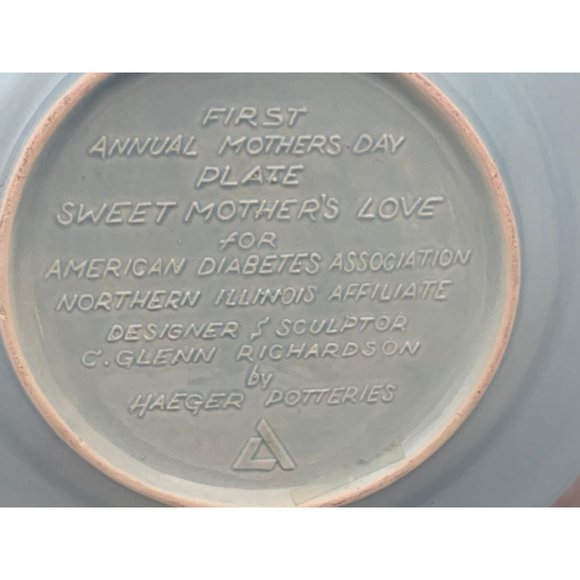 FIRST
ANNUAL MOTHERS DAY
PLATE
SWEET MOTHER'S LOVE
FOR
AMERICAN DIABETES ASSOCIATION
NORTHERN ILLINOIS AFFILIATE
DESIGNER & SCULPTOR
C. GLENN RICHARDSON
by
HAEGER POTTERIES